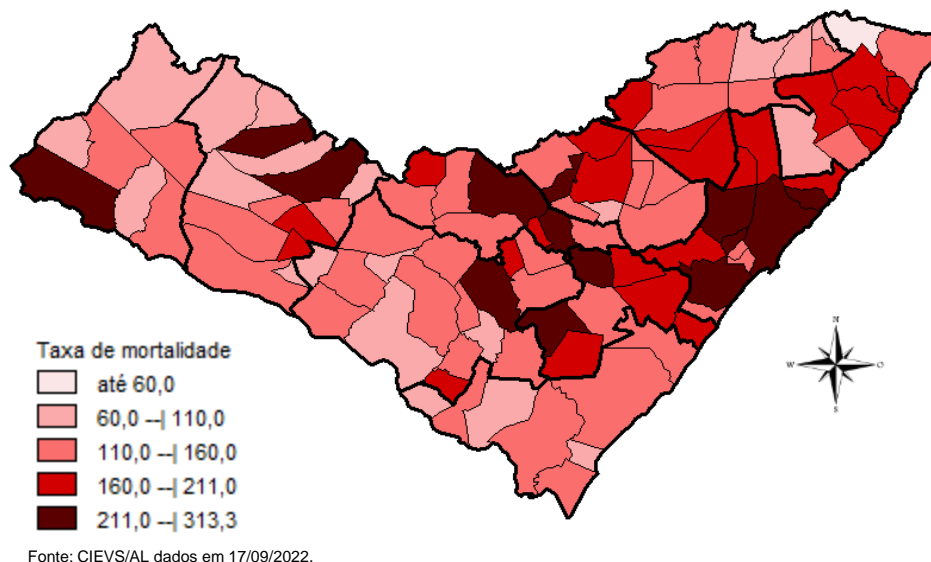 Taxa de mortalidade
até 60,0
60,0 --| 110,0
110,0 --| 160,0
160,0 --| 211,0
211,0 --| 313,3
N
W
O
S
Fonte: CIEVS/AL dados em 17/09/2022.